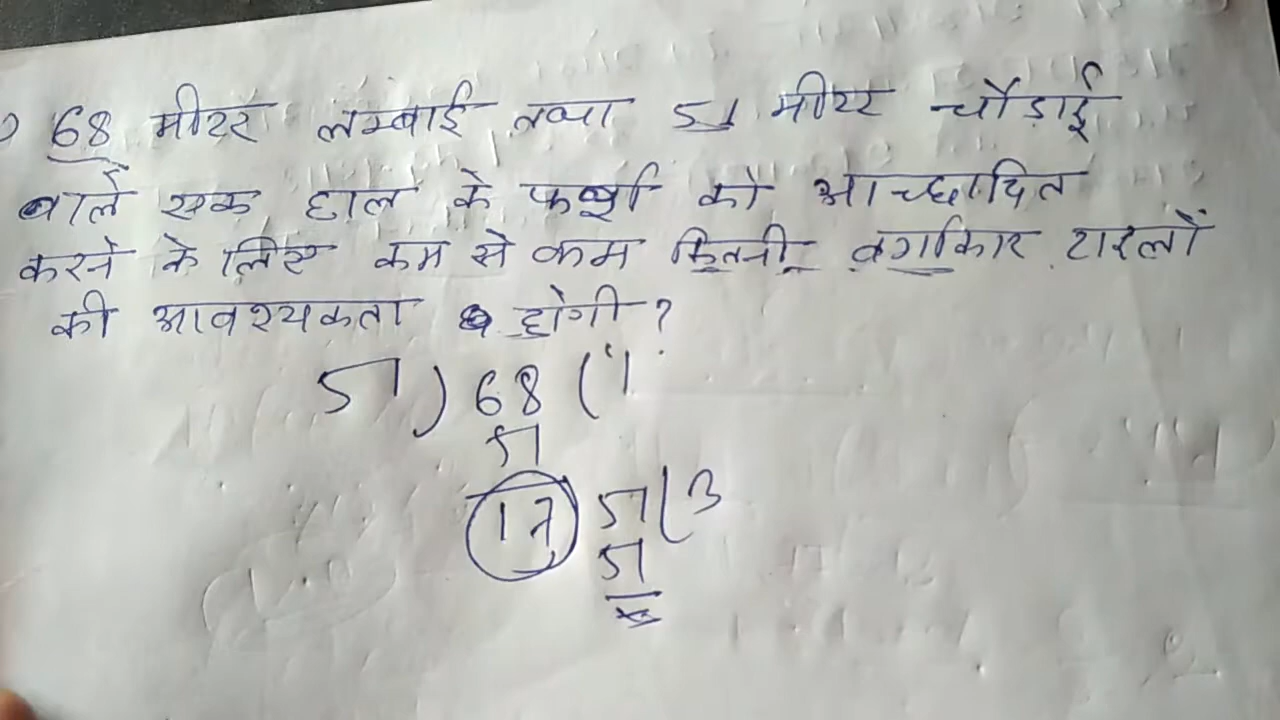 68 मीटर लम्बाई तथा 51 मीटर चौड़ाई
वाले एक हाल के फर्श को आच्छादित
करने के लिए कम से कम कितनी वर्गाकार टाइलों
की आवश्यकता होगी ?
51 ) 68 ( 1
51
17 51 ( 3
51